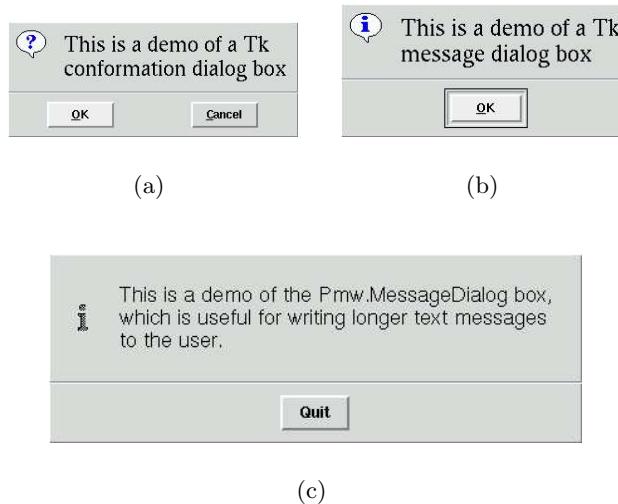 This is a demo of a Tk
conformation dialog box
OK Cancel
(a)
This is a demo of a Tk
message dialog box
OK
(b)
This is a demo of the Pmw.MessageDialog box,
which is useful for writing longer text messages
to the user.
Quit
(c)